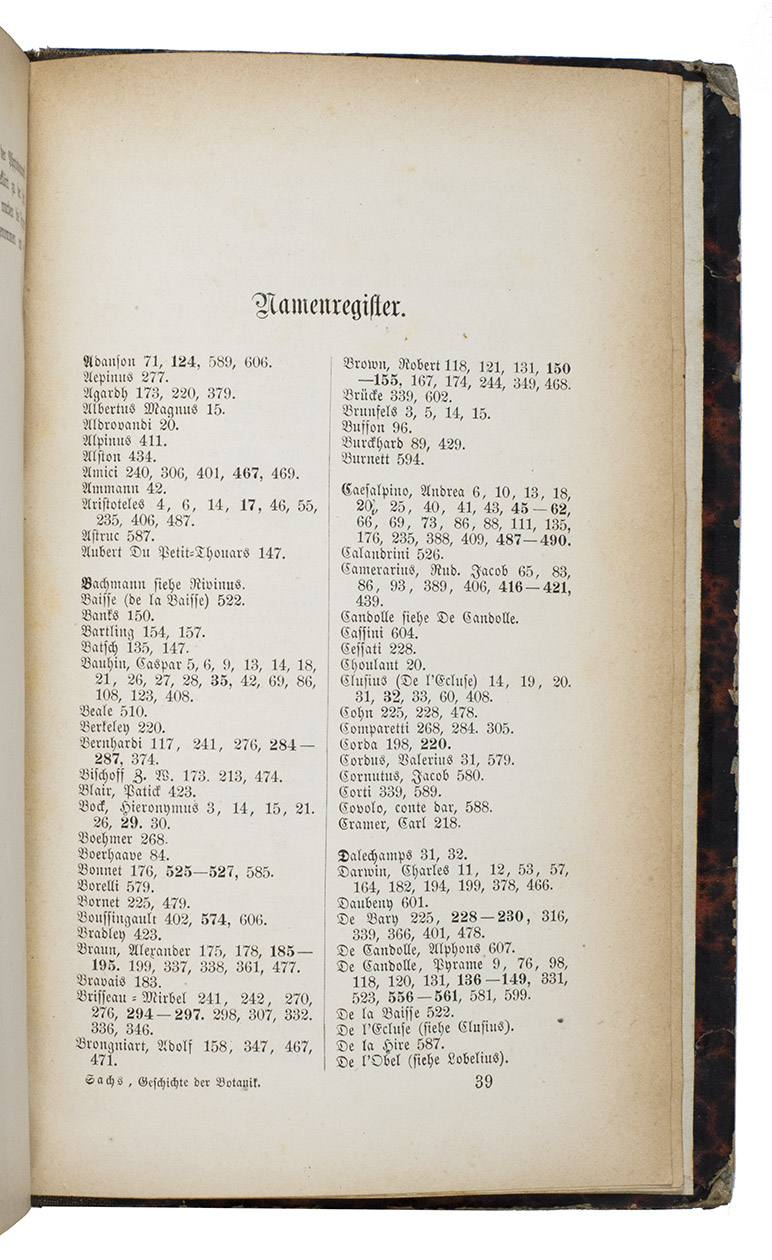 Namenregister.
Adanson 71, 124, 589, 606.
Aepinus 277.
Agardh 173, 220, 379.
Albertus Magnus 15.
Aldrovandi 20.
Alpinus 411.
Alston 434.
Amici 240, 306, 401, 467, 469.
Ammann 42.
Aristoteles 4, 6, 14, 17, 46, 55,
235, 406, 487.
Astruc 587.
Aubert Du Petit-Thouars 147.
Bachmann siehe Rivinus.
Baisse (de la Baisse) 522.
Banks 150.
Bartling 154, 157.
Batsch 135, 147.
Bauhin, Caspar 5, 6, 9, 13, 14, 18,
21, 26, 27, 28, 35, 42, 69, 86,
108, 123, 408.
Beale 510.
Berkeley 220.
Bernhardi 117, 241, 276, 284—
287, 374.
Bischoff Z. W. 173. 213, 474.
Blair, Patick 423.
Bock, Hieronymus 3, 14, 15, 21.
26, 29. 30.
Boehmer 268.
Boerhaave 84.
Bonnet 176, 525—527, 585.
Borelli 579.
Bornet 225, 479.
Boussingault 402, 574, 606.
Bradley 423.
Braun, Alexander 175, 178, 185—
195. 199, 337, 338, 361, 477.
Bravais 183.
Brisseau-Mirbel 241, 242, 270,
276, 294—297. 298, 307, 332.
336, 346.
Brongniart, Adolf 158, 347, 467,
471.
Brown, Robert 118, 121, 131, 150
—155, 167, 174, 244, 349, 468.
Brücke 339, 602.
Brunfels 3, 5, 14, 15.
Buffon 96.
Burckhard 89, 429.
Burnett 594.
Caesalpino, Andrea 6, 10, 13, 18,
20, 25, 40, 41, 43, 45—62,
66, 69, 73, 86, 88, 111, 135,
176, 235, 388, 409, 487—490.
Calandrini 526.
Camerarius, Rud. Jacob 65, 83,
86, 93, 389, 406, 416—421,
439.
Candolle siehe De Candolle.
Cassini 604.
Cessati 228.
Choulant 20.
Clusius (De l'Ecluse) 14, 19, 20.
31, 32, 33, 60, 408.
Cohn 225, 228, 478.
Comparetti 268, 284. 305.
Corda 198, 220.
Cordus, Valerius 31, 579.
Cornutus, Jacob 580.
Corti 339, 589.
Covolo, conte dar, 588.
Cramer, Carl 218.
Dalechamps 31, 32.
Darwin, Charles 11, 12, 53, 57,
164, 182, 194, 199, 378, 466.
Daubeny 601.
De Bary 225, 228—230, 316,
339, 366, 401, 478.
De Candolle, Alphons 607.
De Candolle, Pyrame 9, 76, 98,
118, 120, 131, 136—149, 331,
523, 556—561, 581, 599.
De la Baisse 522.
De l'Ecluse (siehe Clusius).
De la Hire 587.
De l'Obel (siehe Lobelius).
Sachs, Geschichte der Botanik. 39